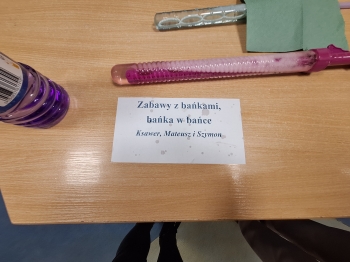 Zabawy z bańkami,
bańka w bańce
Ksawer, Mateusz i Szymon